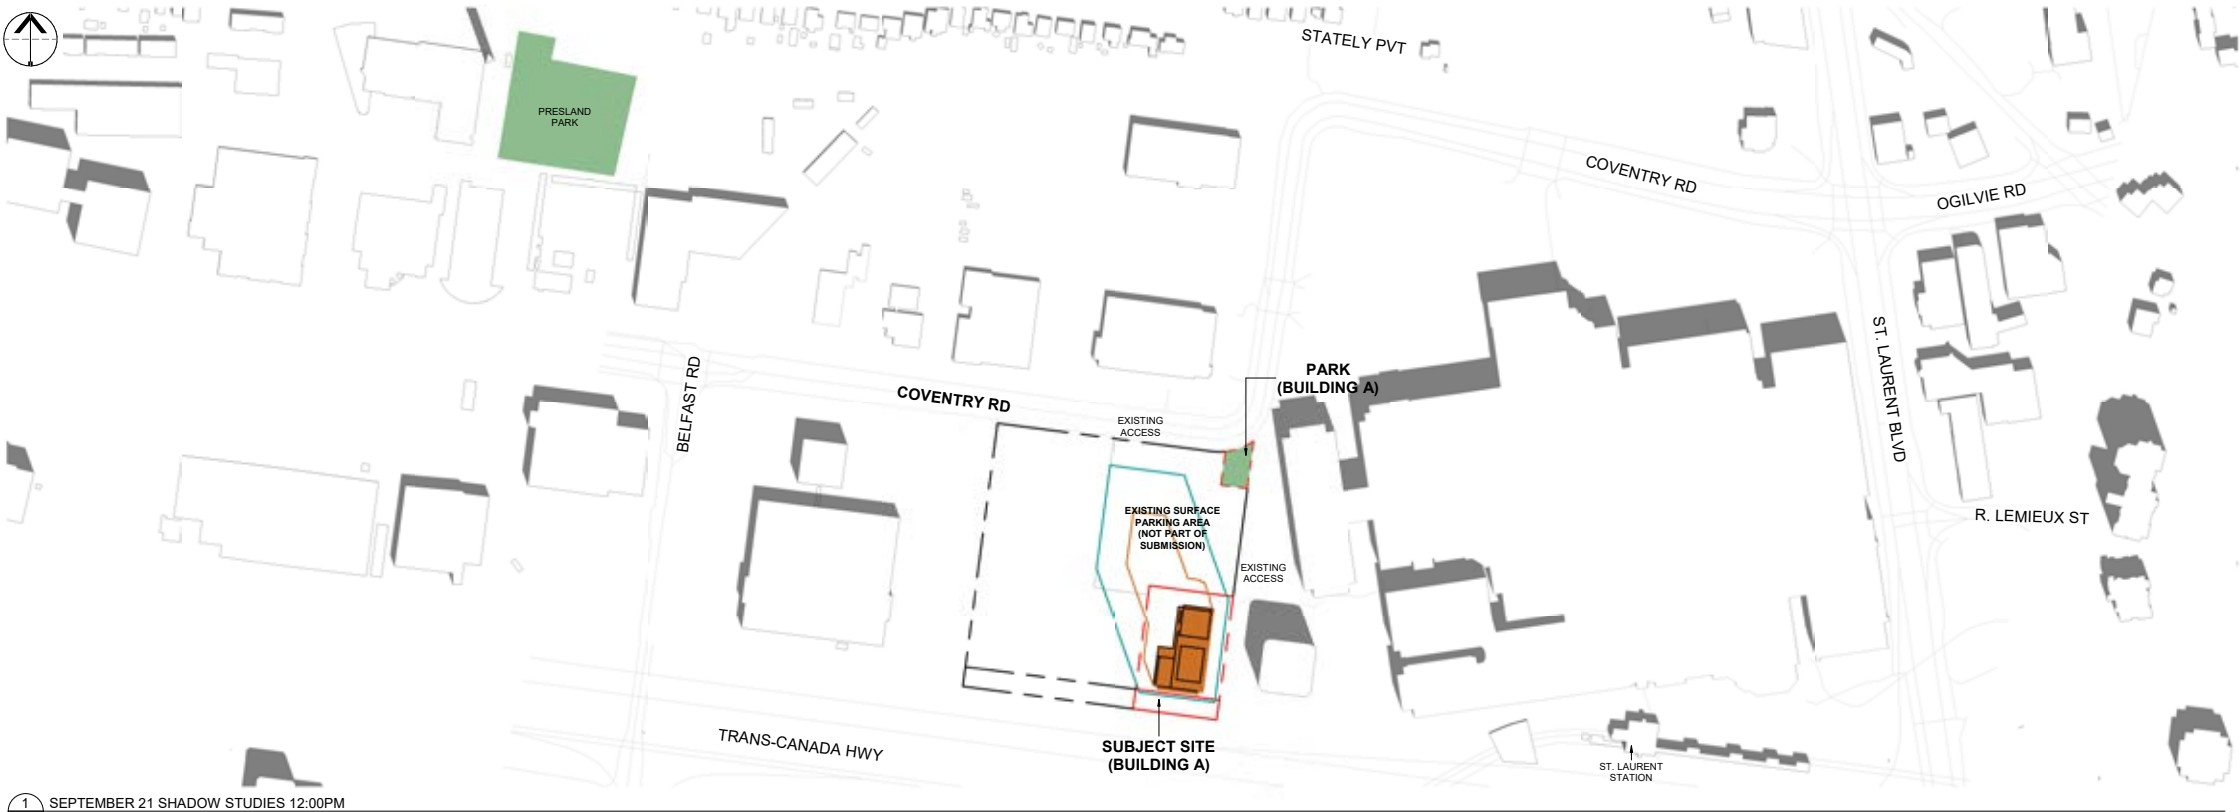 STATELY PVT
PRESLAND
PARK
COVENTRY RD
OGILVIE RD
ST. LAURENT BLVD
BELFAST RD
PARK
(BUILDING A)
COVENTRY RD
EXISTING
ACCESS
EXISTING SURFACE
PARKING AREA
(NOT PART OF
SUBMISSION)
R. LEMIEUX ST
EXISTING
ACCESS
TRANS-CANADA HWY
SUBJECT SITE
(BUILDING A)
ST. LAURENT
STATION
1 SEPTEMBER 21 SHADOW STUDIES 12:00PM